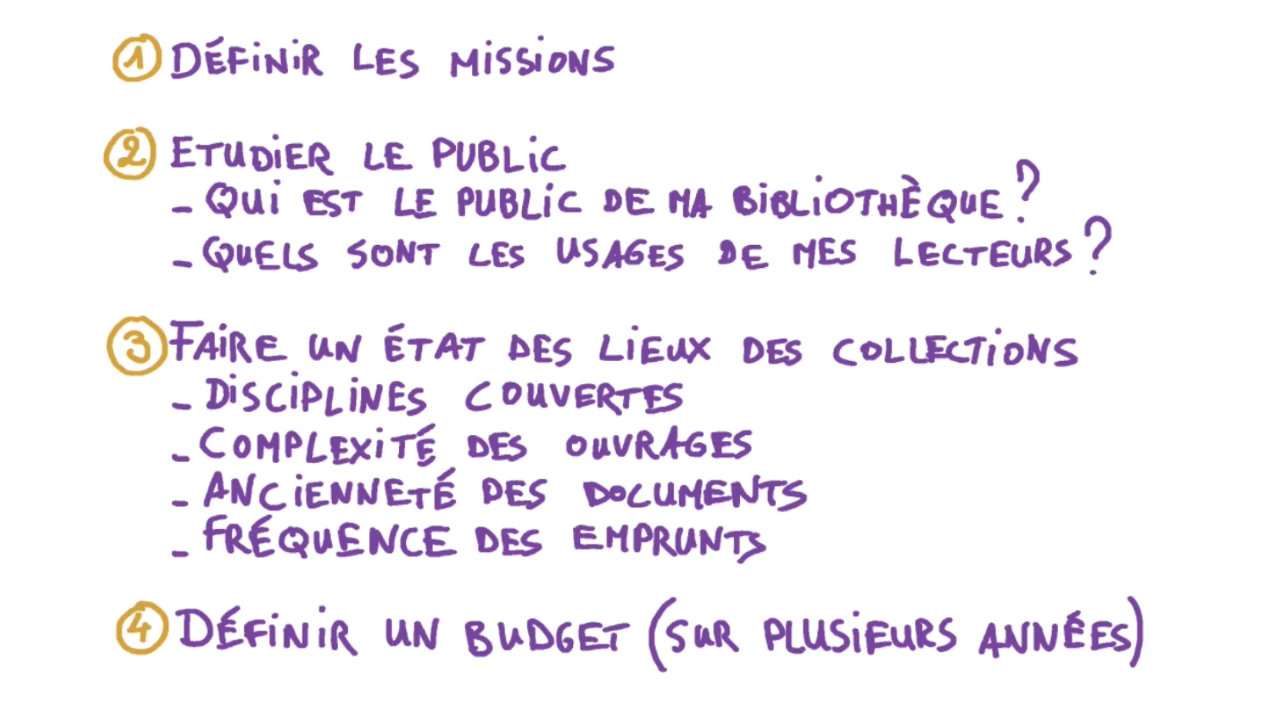 1 DÉFINIR LES MISSIONS
2 ETUDIER LE PUBLIC
- QUI EST LE PUBLIC DE MA BIBLIOTHÈQUE ?
- QUELS SONT LES USAGES DE MES LECTEURS ?
3 FAIRE UN ÉTAT DES LIEUX DES COLLECTIONS
- DISCIPLINES COUVERTES
- COMPLEXITÉ DES OUVRAGES
- ANCIENNETÉ DES DOCUMENTS
- FRÉQUENCE DES EMPRUNTS
4 DÉFINIR UN BUDGET (SUR PLUSIEURS ANNÉES)